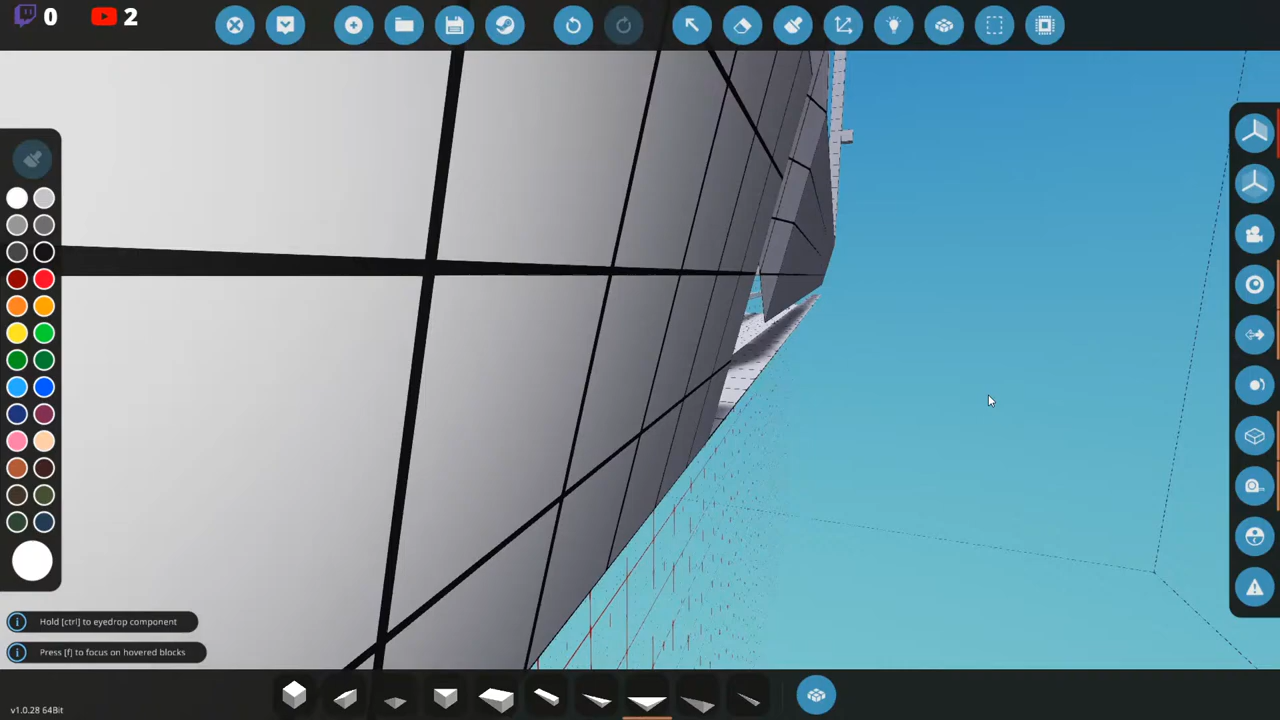 0
2
Hold [ctrl] to eyedrop component
Press [f] to focus on hovered blocks
v1.0.28 64Bit